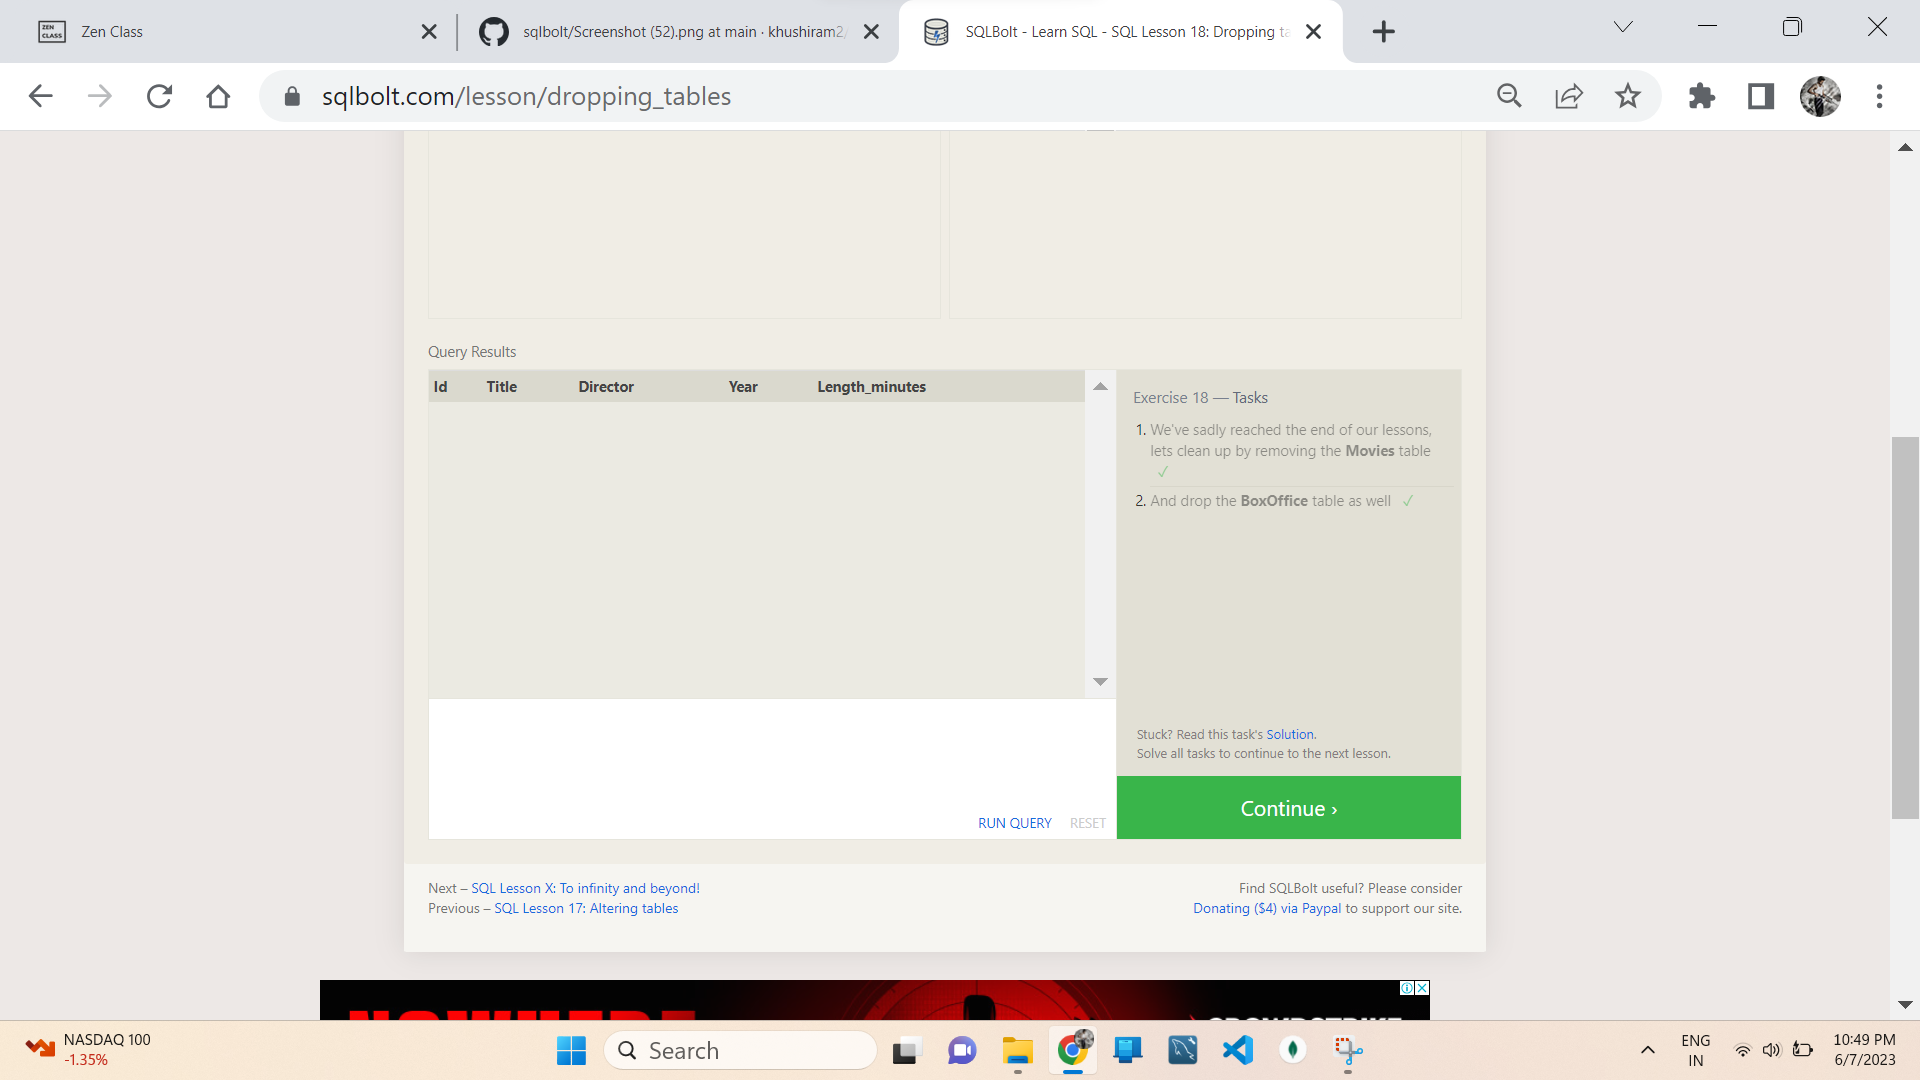 ZEN CLASS
Zen Class
sqlbolt/Screenshot (52).png at main · khushiram2/
SQLBolt - Learn SQL - SQL Lesson 18: Dropping ta
sqlbolt.com/lesson/dropping_tables
Query Results
Id Title Director Year Length_minutes
Exercise 18 — Tasks
1. We've sadly reached the end of our lessons,
lets clean up by removing the Movies table
✓
2. And drop the BoxOffice table as well ✓
Stuck? Read this task's Solution.
Solve all tasks to continue to the next lesson.
RUN QUERY RESET
Continue ›
Next – SQL Lesson X: To infinity and beyond!
Previous – SQL Lesson 17: Altering tables
Find SQLBolt useful? Please consider
Donating ($4) via Paypal to support our site.
NOWHERE
CROWDSTRIKE
NASDAQ 100
-1.35%
Search
ENG
IN
10:49 PM
6/7/2023